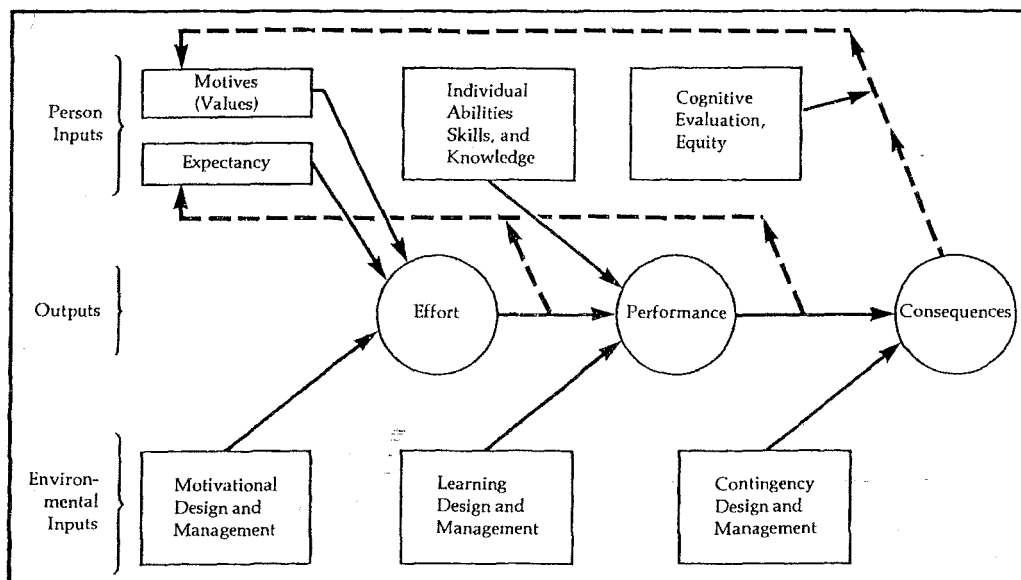 Person
Inputs
Motives
(Values)
Expectancy
Individual
Abilities
Skills, and
Knowledge
Cognitive
Evaluation,
Equity
Outputs
Effort
Performance
Consequences
Environ-
mental
Inputs
Motivational
Design and
Management
Learning
Design and
Management
Contingency
Design and
Management